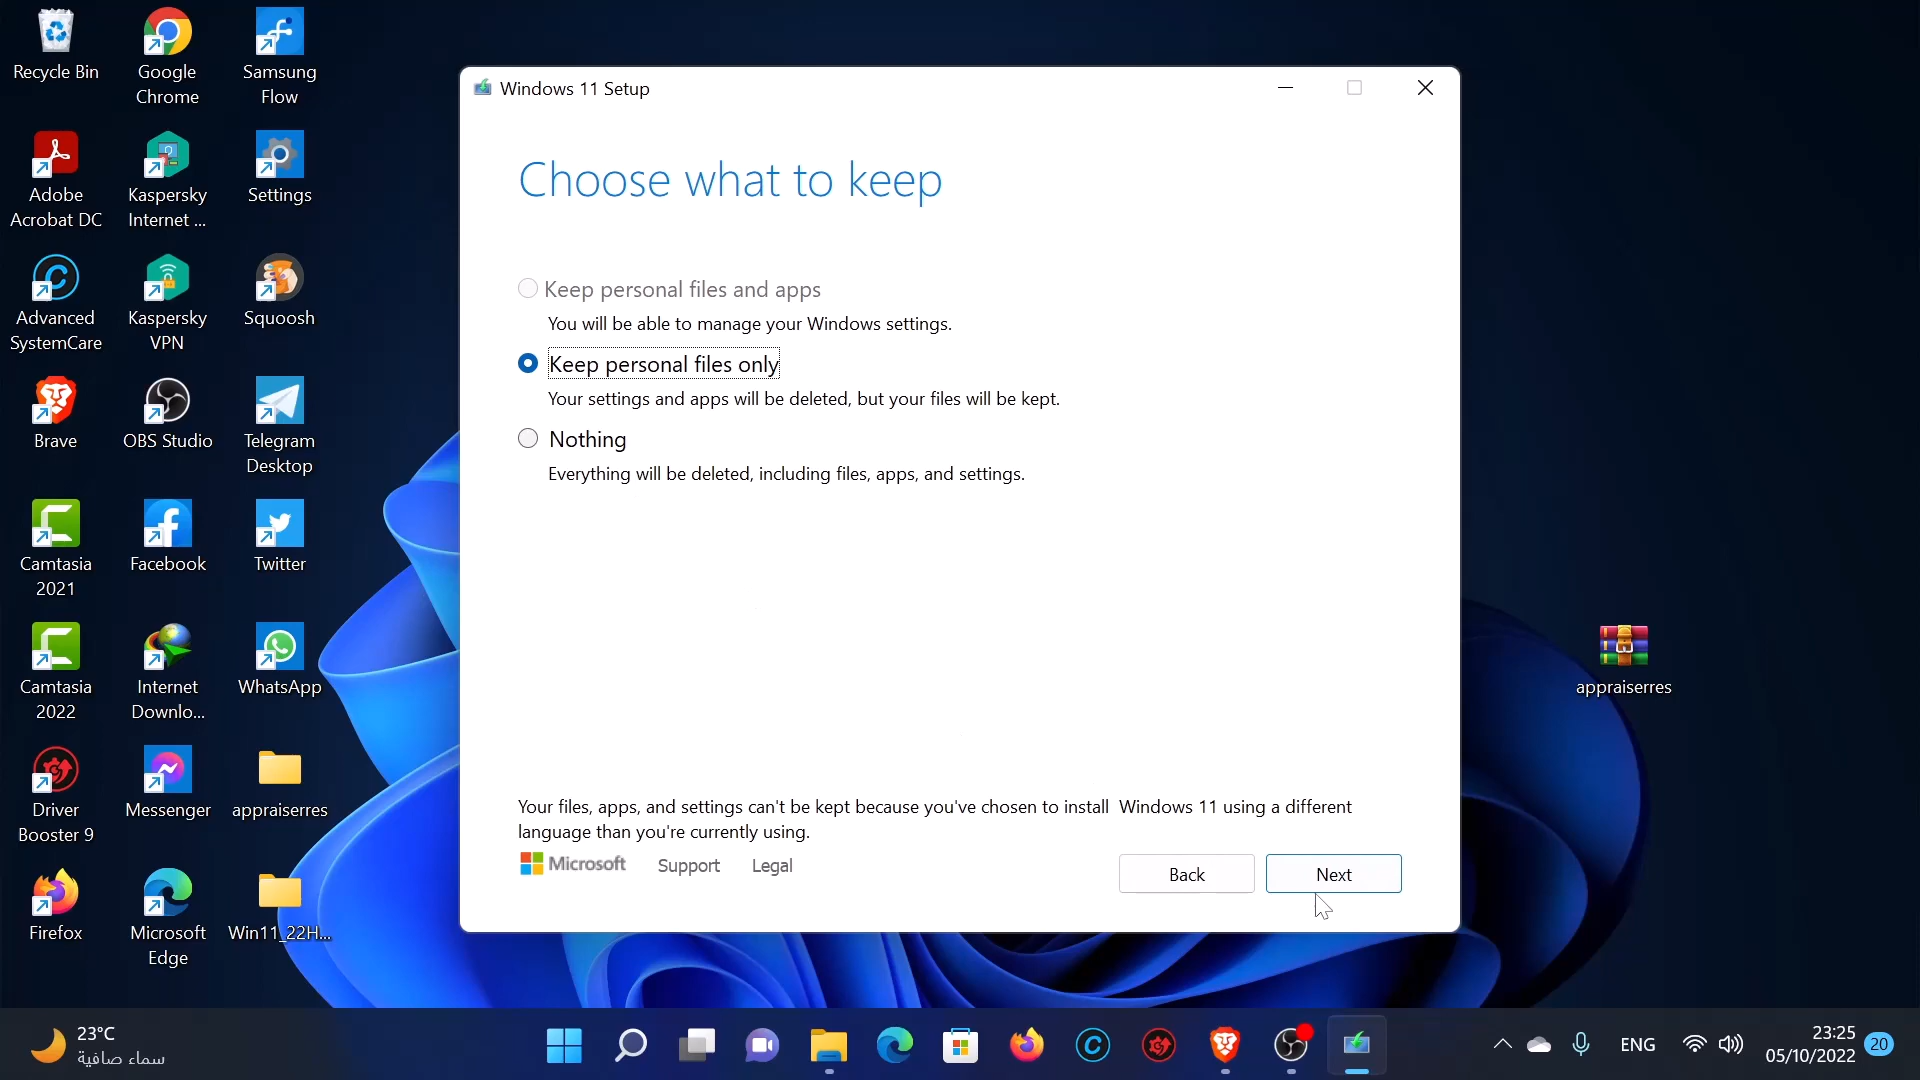 Recycle Bin
Google
Chrome
Samsung
Flow
Adobe
Acrobat DC
Kaspersky
Internet ...
Settings
Advanced
SystemCare
Kaspersky
VPN
Squoosh
Brave
OBS Studio
Telegram
Desktop
Camtasia
2021
Facebook
Twitter
Camtasia
2022
Internet
Downlo...
WhatsApp
Driver
Booster 9
Messenger
appraiserres
Firefox
Microsoft
Edge
Win11_22H...
Windows 11 Setup
Choose what to keep
Keep personal files and apps
You will be able to manage your Windows settings.
Keep personal files only
Your settings and apps will be deleted, but your files will be kept.
Nothing
Everything will be deleted, including files, apps, and settings.
Your files, apps, and settings can't be kept because you've chosen to install Windows 11 using a different
language than you're currently using.
Microsoft
Support
Legal
Back
Next
appraiserres
23°C
سماء صافية
ENG
23:25
05/10/2022
20